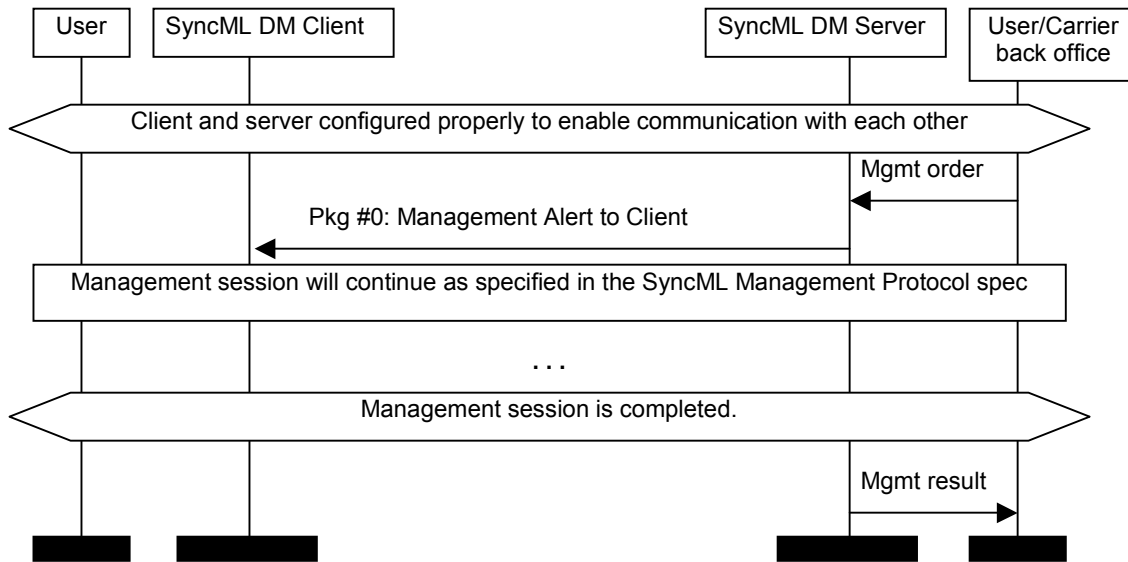 User
SyncML DM Client
SyncML DM Server
User/Carrier
back office
Client and server configured properly to enable communication with each other
Mgmt order
Pkg #0: Management Alert to Client
Management session will continue as specified in the SyncML Management Protocol spec
. . .
Management session is completed.
Mgmt result